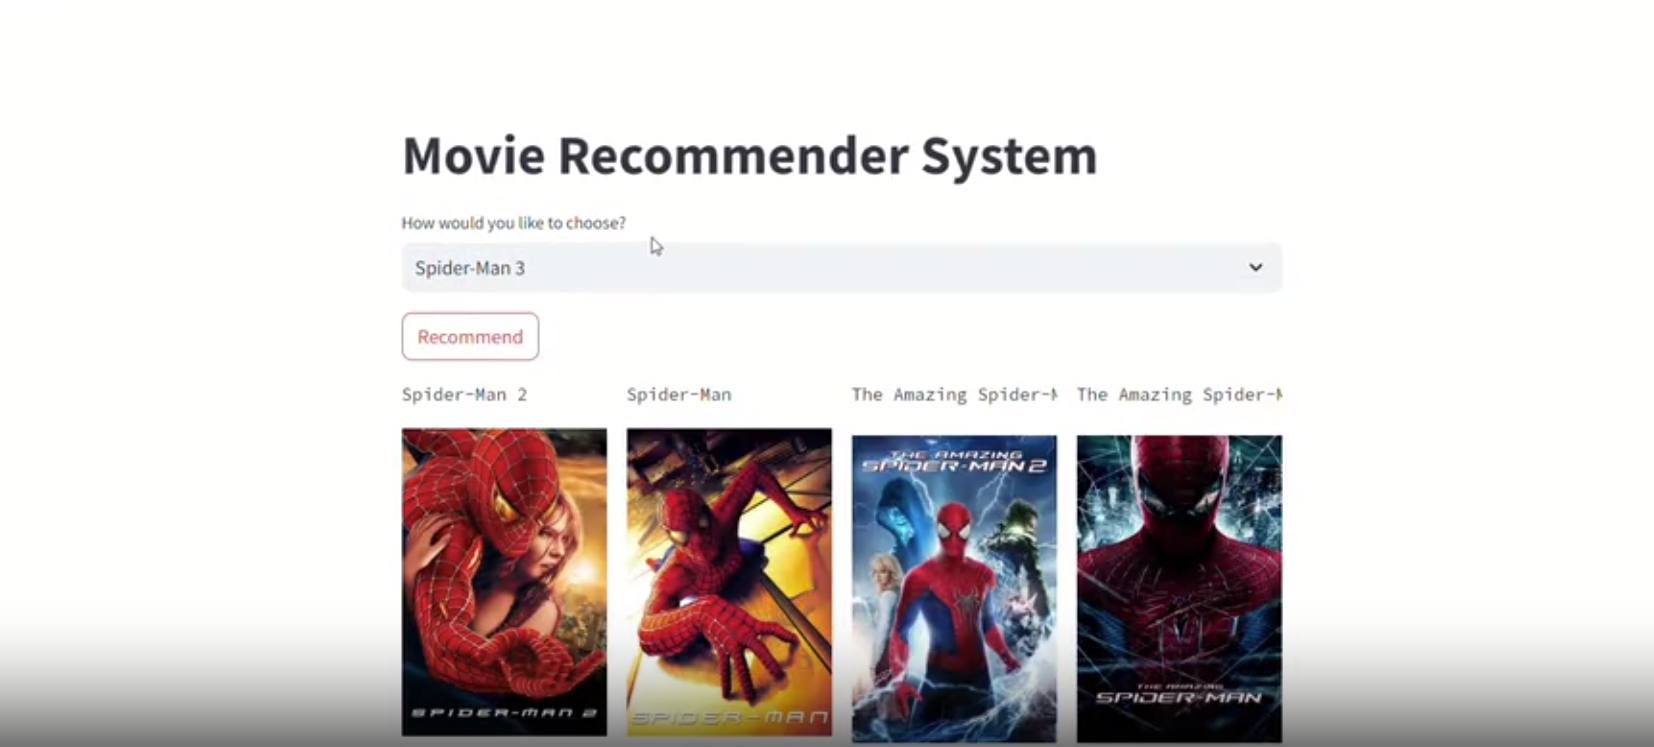 Movie Recommender System
How would you like to choose?
Spider-Man 3
Recommend
Spider-Man 2
Spider-Man
The Amazing Spider-M
The Amazing Spider-M
SPIDER-MAN 2
SPIDER-MAN
THE AMAZING
SPIDER-MAN 2
THE AMAZING
SPIDER-MAN